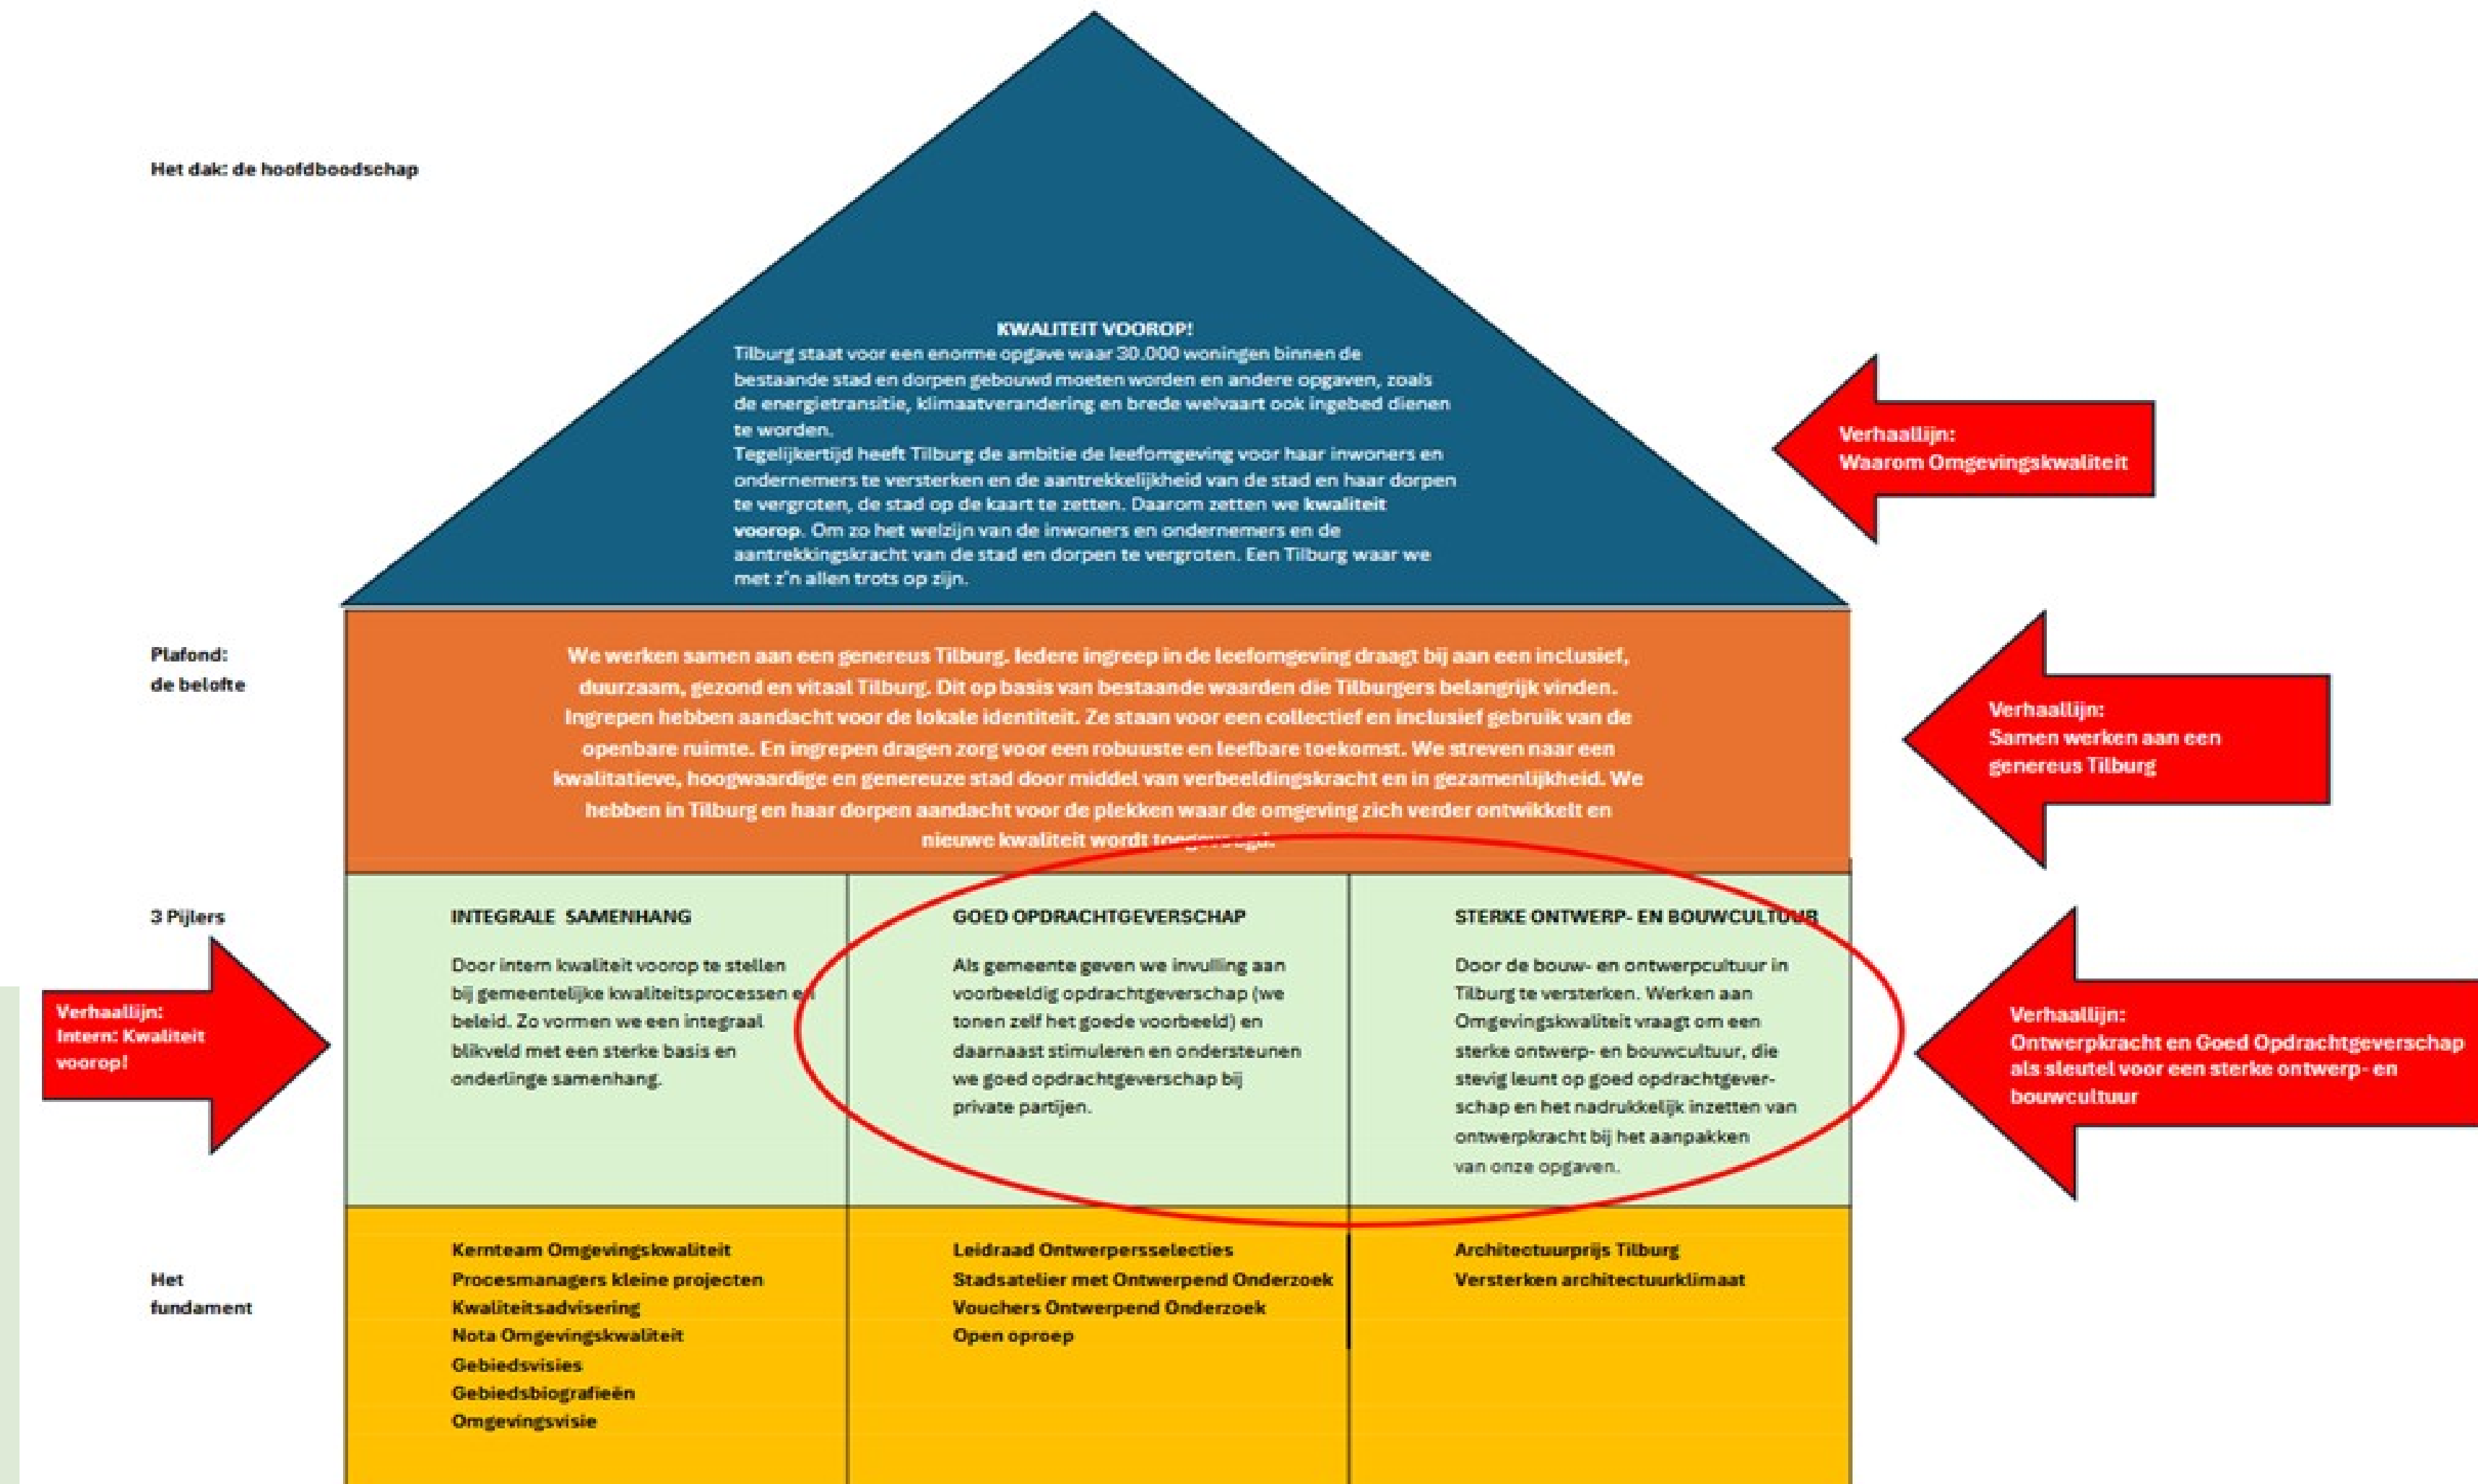 Het dak: de hoofdboodschap
KWALITEIT VOOROP!
Tilburg staat voor een enorme opgave waar 30.000 woningen binnen de
bestaande stad en dorpen gebouwd moeten worden en andere opgaven, zoals
de energietransitie, klimaatverandering en brede welvaart ook ingebed dienen
te worden.
Tegelijkertijd heeft Tilburg de ambitie de leefomgeving voor haar inwoners en
ondernemers te versterken en de aantrekkelijkheid van de stad en haar dorpen
te vergroten, de stad op de kaart te zetten. Daarom zetten we kwaliteit
voorop. Om zo het welzijn van de inwoners en ondernemers en de
aantrekkingskracht van de stad en dorpen te vergroten. Een Tilburg waar we
met z'n allen trots op zijn.
Verhaallijn:
Waarom Omgevingskwaliteit
Plafond:
de belofte
We werken samen aan een genereus Tilburg. Iedere ingreep in de leefomgeving draagt bij aan een inclusief,
duurzaam, gezond en vitaal Tilburg. Dit op basis van bestaande waarden die Tilburgers belangrijk vinden.
Ingrepen hebben aandacht voor de lokale identiteit. Ze staan voor een collectief en inclusief gebruik van de
openbare ruimte. En ingrepen dragen zorg voor een robuuste en leefbare toekomst. We streven naar een
kwalitatieve, hoogwaardige en genereuze stad door middel van verbeeldingskracht en in gezamenlijkheid. We
hebben in Tilburg en haar dorpen aandacht voor de plekken waar de omgeving zich verder ontwikkelt en
nieuwe kwaliteit wordt toegevoegd.
Verhaallijn:
Samen werken aan een
genereus Tilburg
3 Pijlers
Verhaallijn:
Intern: Kwaliteit
voorop!
INTEGRALE SAMENHANG
Door intern kwaliteit voorop te stellen
bij gemeentelijke kwaliteitsprocessen en
beleid. Zo vormen we een integraal
blikveld met een sterke basis en
onderlinge samenhang.
GOED OPDRACHTGEVERSCHAP
Als gemeente geven we invulling aan
voorbeeldig opdrachtgeverschap (we
tonen zelf het goede voorbeeld) en
daarnaast stimuleren en ondersteunen
we goed opdrachtgeverschap bij
private partijen.
STERKE ONTWERP- EN BOUWCULTUUR
Door de bouw- en ontwerpcultuur in
Tilburg te versterken. Werken aan
Omgevingskwaliteit vraagt om een
sterke ontwerp- en bouwcultuur, die
stevig leunt op goed opdrachtgever-
schap en het nadrukkelijk inzetten van
ontwerpkracht bij het aanpakken
van onze opgaven.
Verhaallijn:
Ontwerpkracht en Goed Opdrachtgeverschap
als sleutel voor een sterke ontwerp- en
bouwcultuur
Het
fundament
Kernteam Omgevingskwaliteit
Procesmanagers kleine projecten
Kwaliteitsadvisering
Nota Omgevingskwaliteit
Gebiedsvisies
Gebiedsbiografieën
Omgevingsvisie
Leidraad Ontwerpersselecties
Stadsatelier met Ontwerpend Onderzoek
Vouchers Ontwerpend Onderzoek
Open oproep
Architectuurprijs Tilburg
Versterken architectuurklimaat